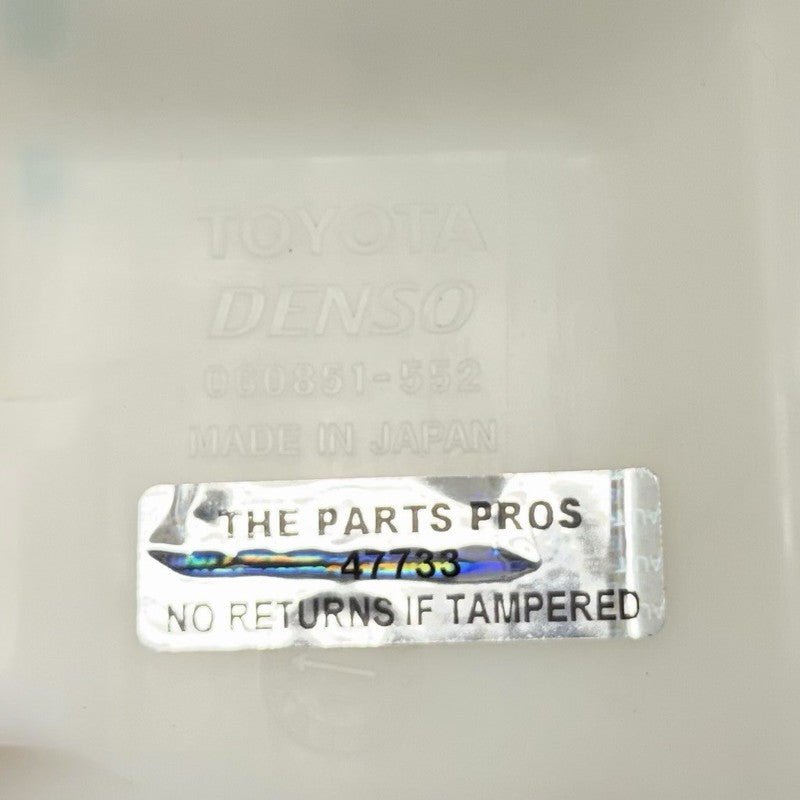 TOYOTA
DENSO
060851-552
MADE IN JAPAN
THE PARTS PROS
47733
NO RETURNS IF TAMPERED